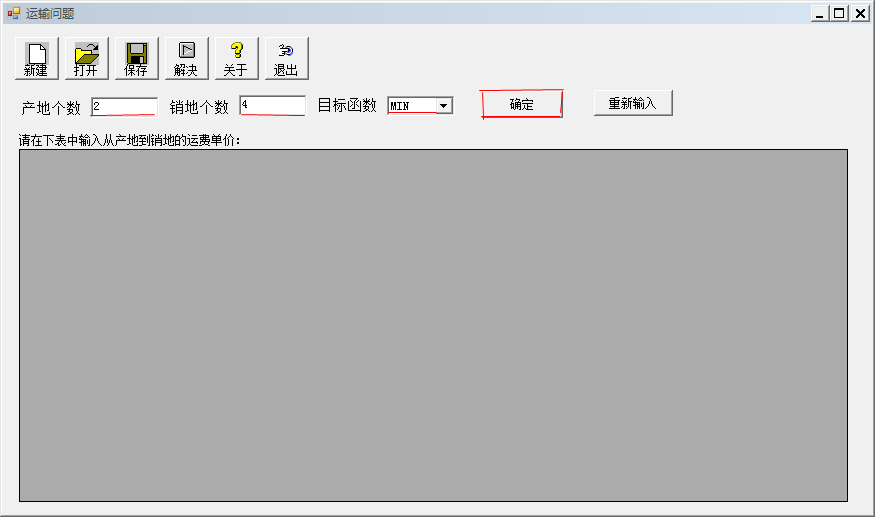 运输问题
新建 打开 保存 解决 关于 退出
产地个数 2 销地个数 4 目标函数 MIN 确定 重新输入
请在下表中输入从产地到销地的运费单价: